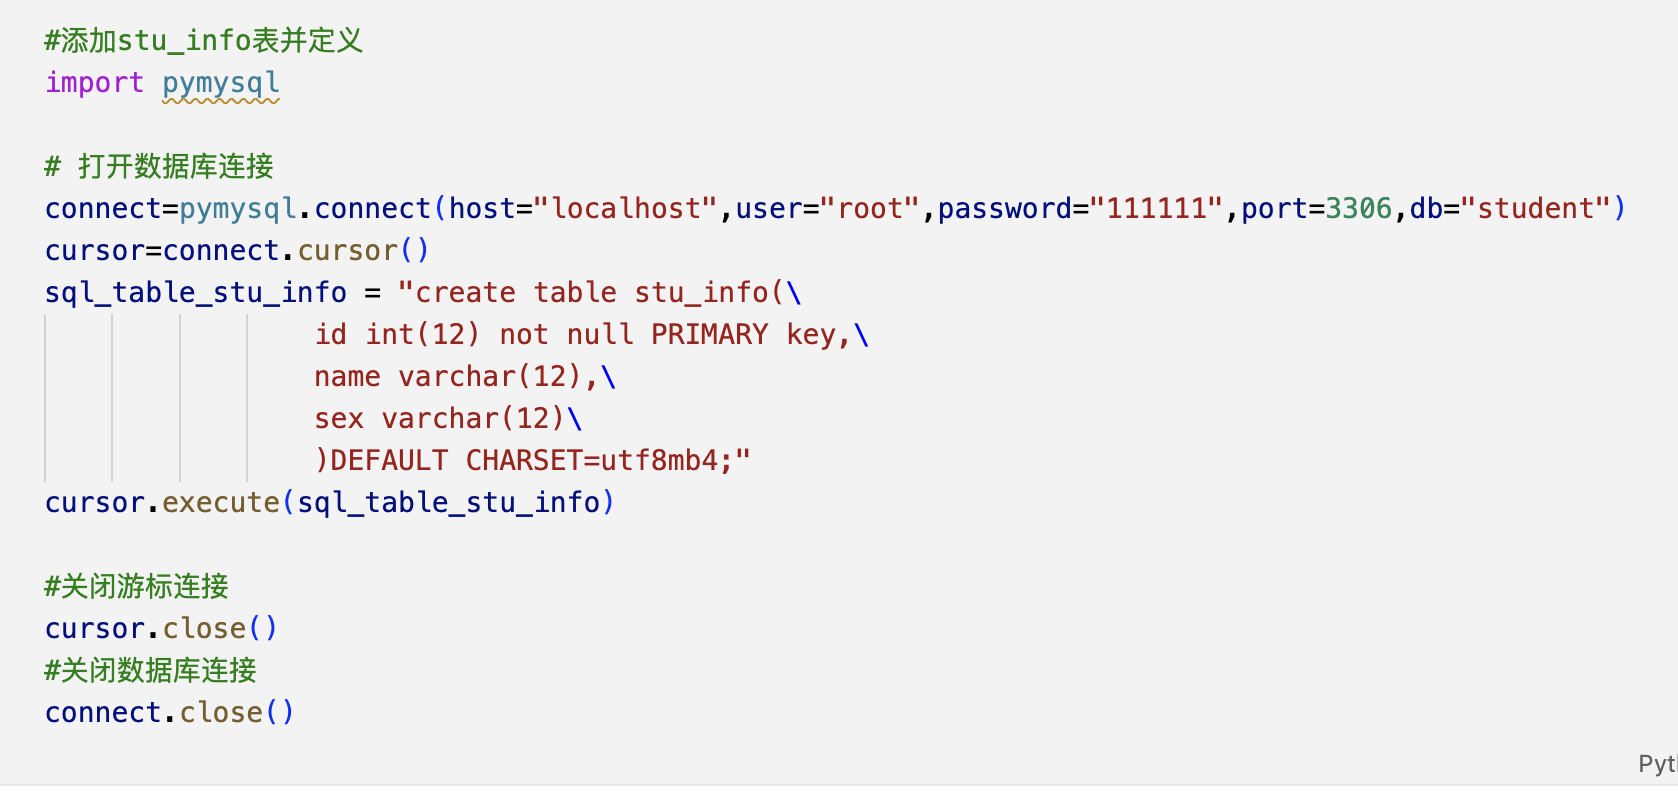 #添加stu_info表并定义
import pymysql
# 打开数据库连接
connect=pymysql.connect(host="localhost",user="root",password="111111",port=3306,db="student")
cursor=connect.cursor()
sql_table_stu_info = "create table stu_info(\
id int(12) not null PRIMARY key,\
name varchar(12),\
sex varchar(12)\
)DEFAULT CHARSET=utf8mb4;"
cursor.execute(sql_table_stu_info)
#关闭游标连接
cursor.close()
#关闭数据库连接
connect.close()